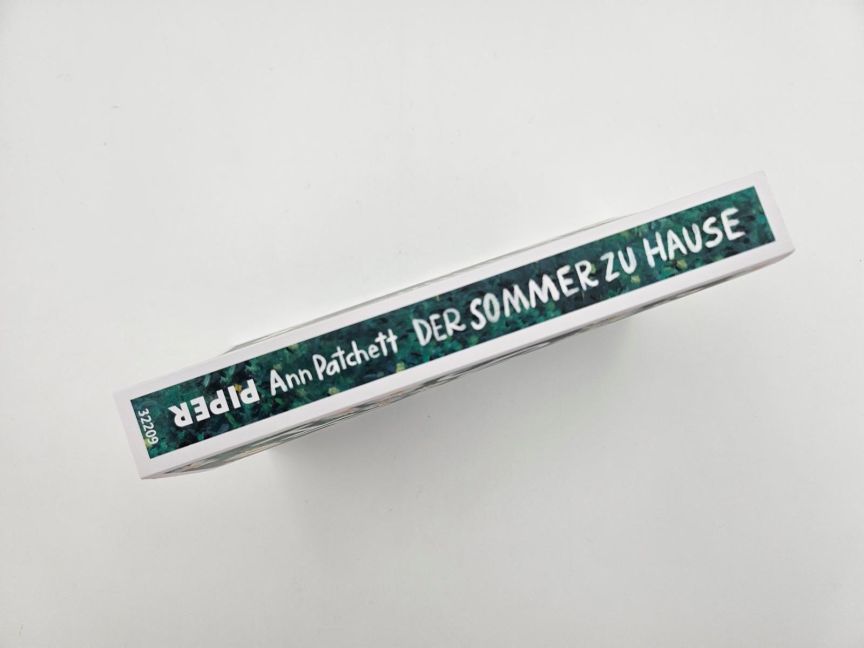 32209
PIPER
Ann Patchett
DER SOMMER ZU HAUSE